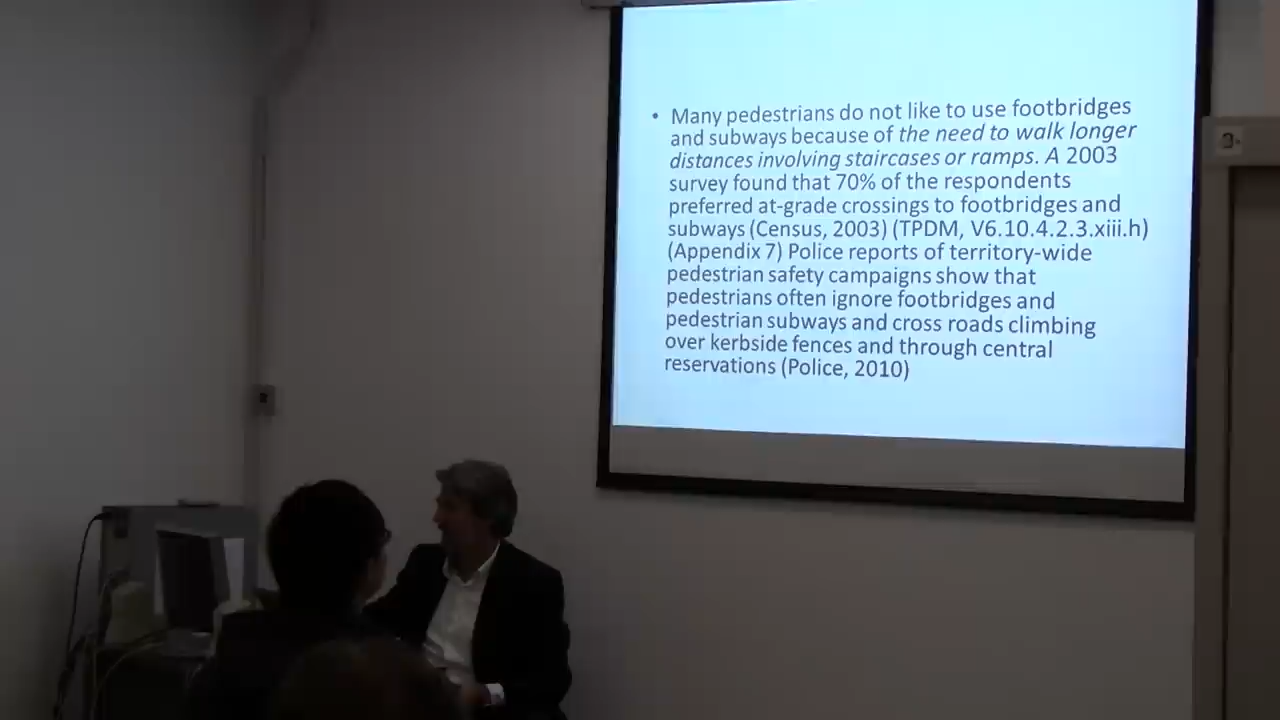 • Many pedestrians do not like to use footbridges
and subways because of the need to walk longer
distances involving staircases or ramps. A 2003
survey found that 70% of the respondents
preferred at-grade crossings to footbridges and
subways (Census, 2003) (TPDM, V6.10.4.2.3.xiii.h)
(Appendix 7) Police reports of territory-wide
pedestrian safety campaigns show that
pedestrians often ignore footbridges and
pedestrian subways and cross roads climbing
over kerbside fences and through central
reservations (Police, 2010)